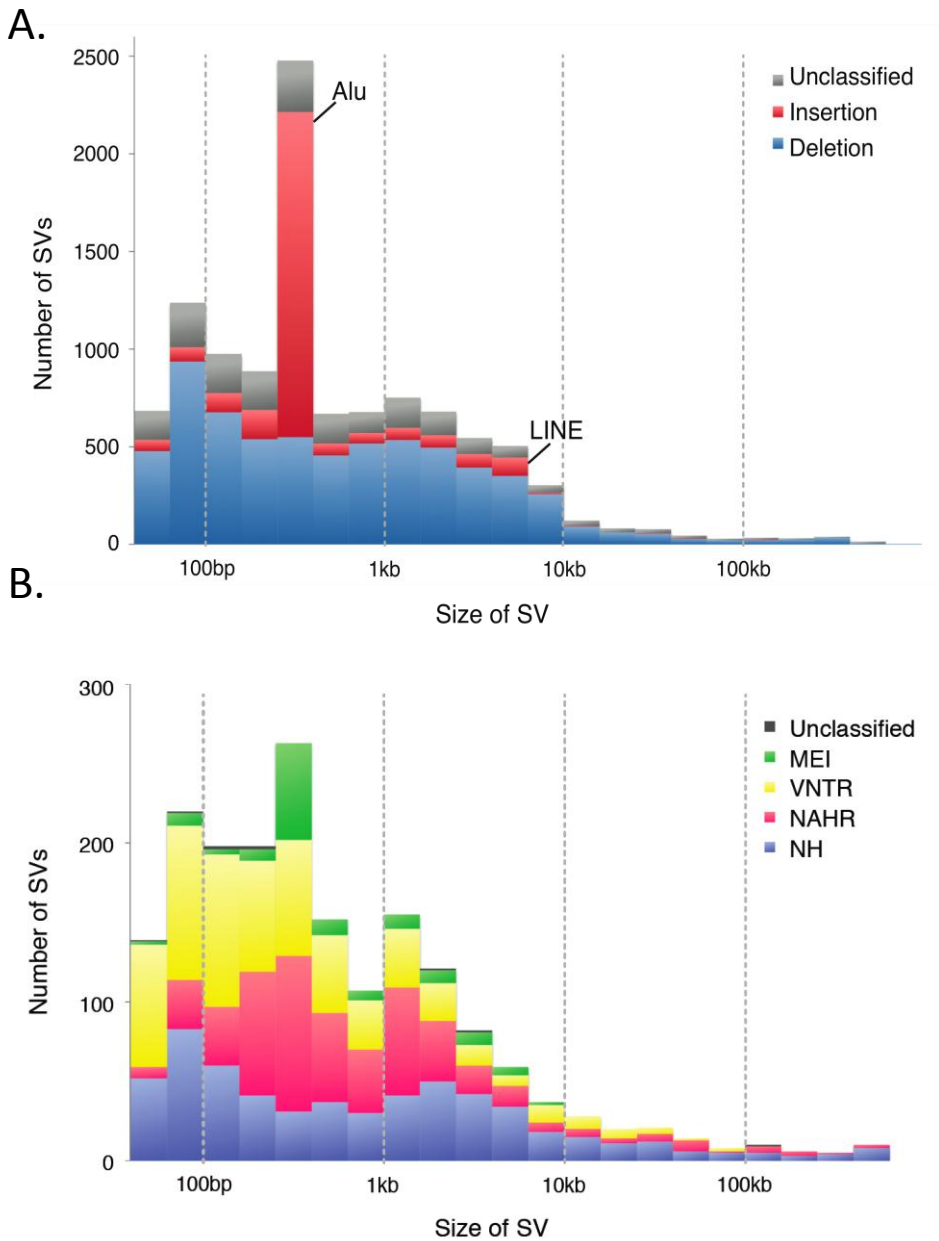 A.
2500
2000
1500
1000
500
0
Number of SVs
Alu
LINE
Unclassified
Insertion
Deletion
100bp
1kb
10kb
100kb
Size of SV
B.
300
200
100
0
Number of SVs
Unclassified
MEI
VNTR
NAHR
NH
100bp
1kb
10kb
100kb
Size of SV